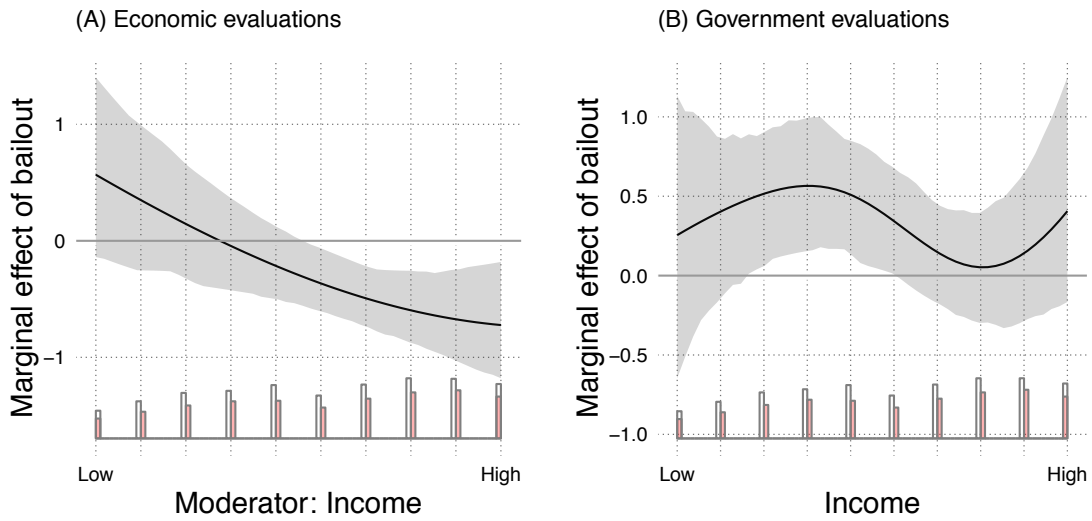 (A) Economic evaluations
Marginal effect of bailout
1
0
−1
Low
High
Moderator: Income
(B) Government evaluations
Marginal effect of bailout
1.0
0.5
0.0
−0.5
−1.0
Low
High
Income